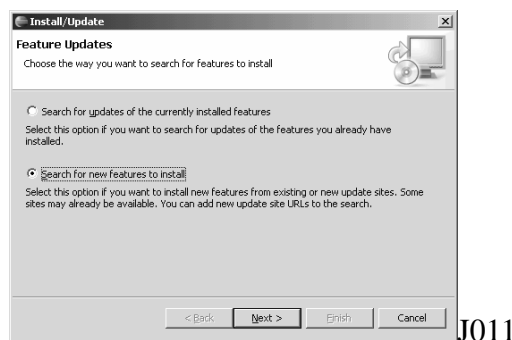 Install/Update
Feature Updates
Choose the way you want to search for features to install
Search for updates of the currently installed features
Select this option if you want to search for updates of the features you already have
installed.
Search for new features to install
Select this option if you want to install new features from existing or new update sites. Some
sites may already be available. You can add new update site URLs to the search.
< Back Next > Finish Cancel
J011